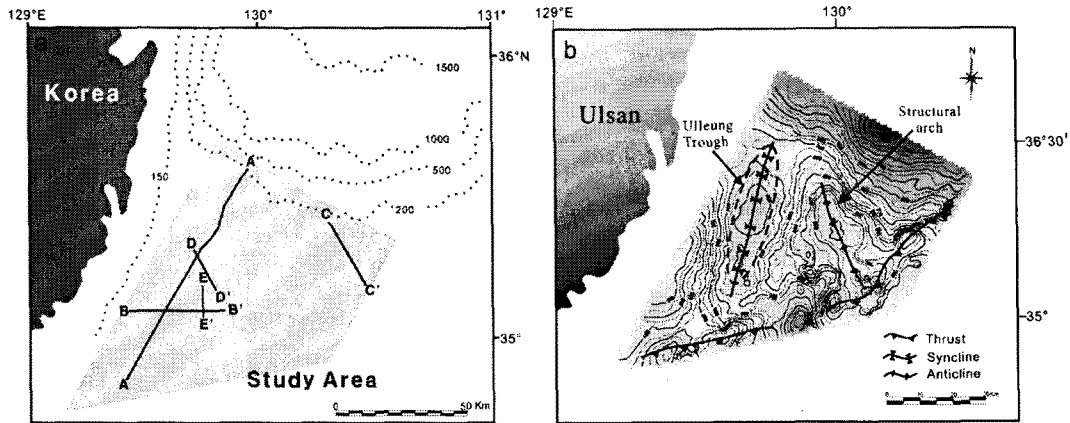 129°E
130°
131°E
a
36°N
Korea
1500
1000
500
200
150
A'
C
D
E
D'
C'
B
B'
E'
35°
A
Study Area
50 Km
129°E
130°
b
N
Ulsan
Structural
arch
Ulleung
Trough
36°30'
35°
Thrust
Syncline
Anticline